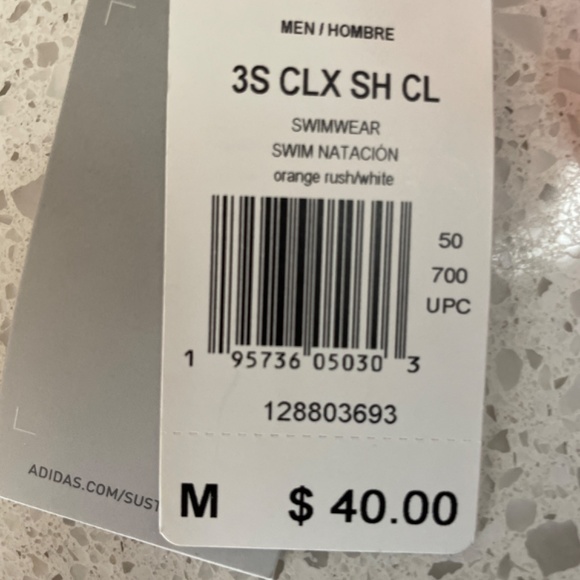 MEN / HOMBRE
3S CLX SH CL
SWIMWEAR
SWIM NATACIÓN
orange rush/white
50
700
UPC
1 95736 05030 3
128803693
M $ 40.00
ADIDAS.COM/SUST